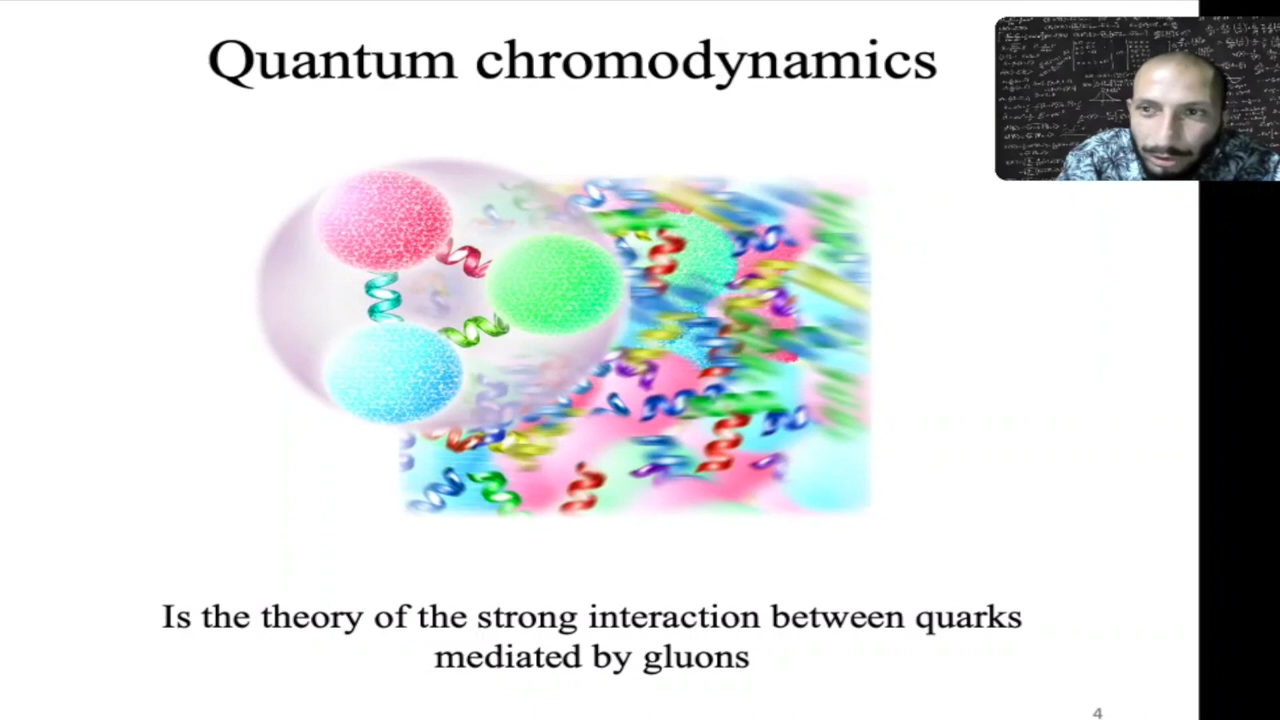 Quantum chromodynamics
Is the theory of the strong interaction between quarks
mediated by gluons
4